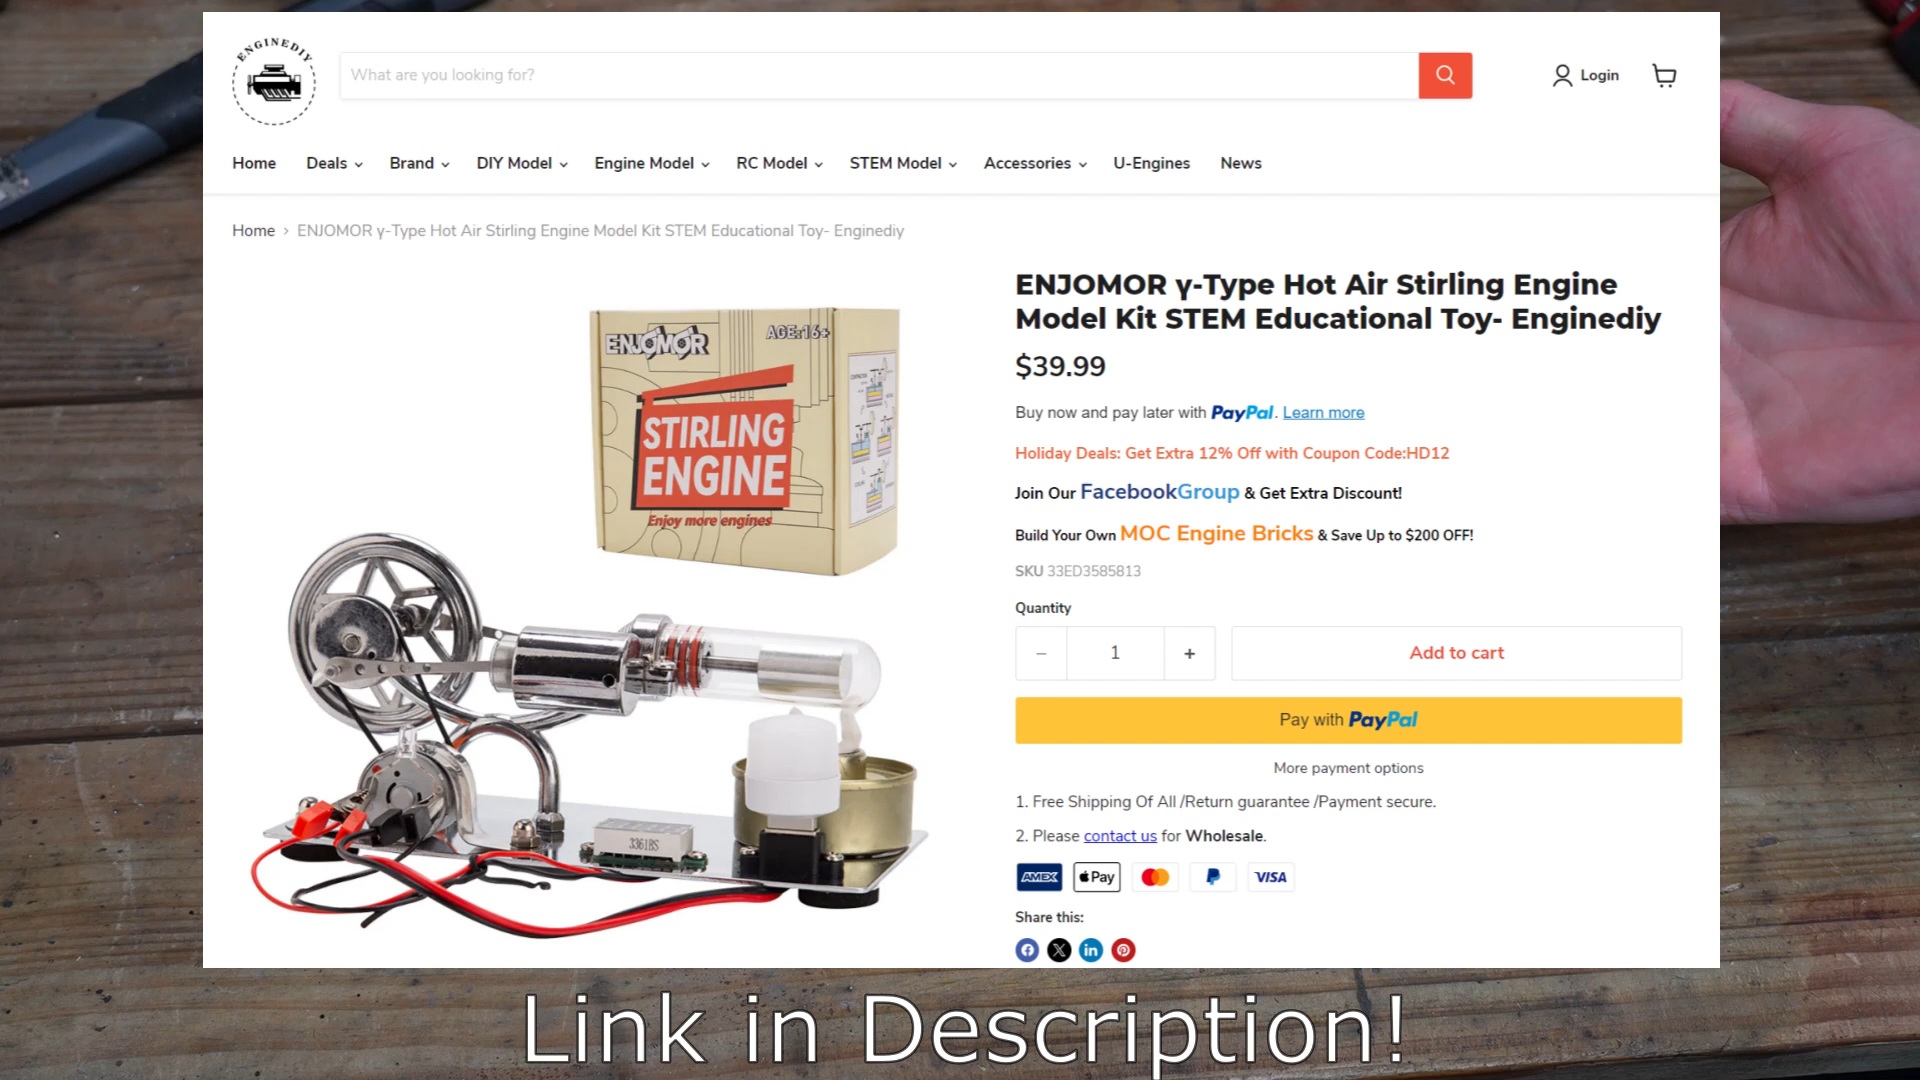 ENGINEDIY
What are you looking for?
Login
Home
Deals
Brand
DIY Model
Engine Model
RC Model
STEM Model
Accessories
U-Engines
News
Home › ENJOMOR γ-Type Hot Air Stirling Engine Model Kit STEM Educational Toy- Enginediy
ENJOMOR
AGE:16+
STIRLING
ENGINE
Enjoy more engines
3361BS
ENJOMOR γ-Type Hot Air Stirling Engine
Model Kit STEM Educational Toy- Enginediy
$39.99
Buy now and pay later with PayPal. Learn more
Holiday Deals: Get Extra 12% Off with Coupon Code:HD12
Join Our FacebookGroup & Get Extra Discount!
Build Your Own MOC Engine Bricks & Save Up to $200 OFF!
SKU 33ED3585813
Quantity
− 1 +
Add to cart
Pay with PayPal
More payment options
1. Free Shipping Of All /Return guarantee /Payment secure.
2. Please contact us for Wholesale.
AMEX
Pay
VISA
Share this:
Link in Description!